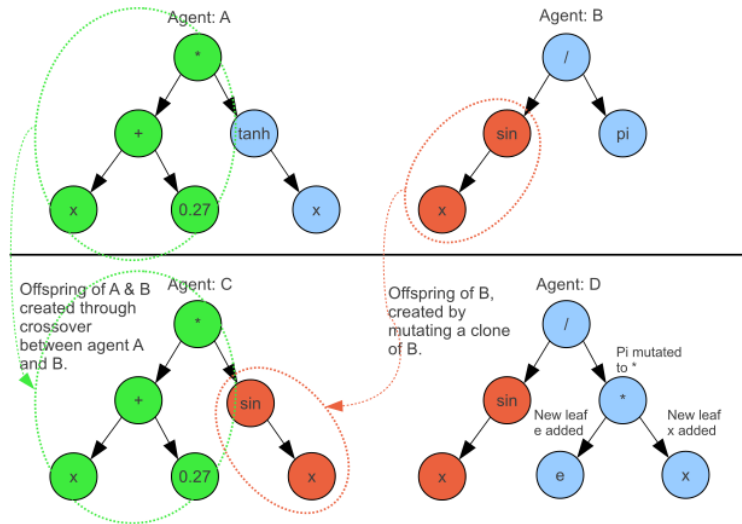 Agent: A
Agent: B
*
/
+
tanh
sin
pi
x
0.27
x
x
Offspring of A & B
created through
crossover
between agent A
and B.
Agent: C
Offspring of B,
created by
mutating a clone
of B.
Agent: D
*
/
Pi mutated
to *
+
sin
sin
*
New leaf
e added
New leaf
x added
x
0.27
x
x
e
x